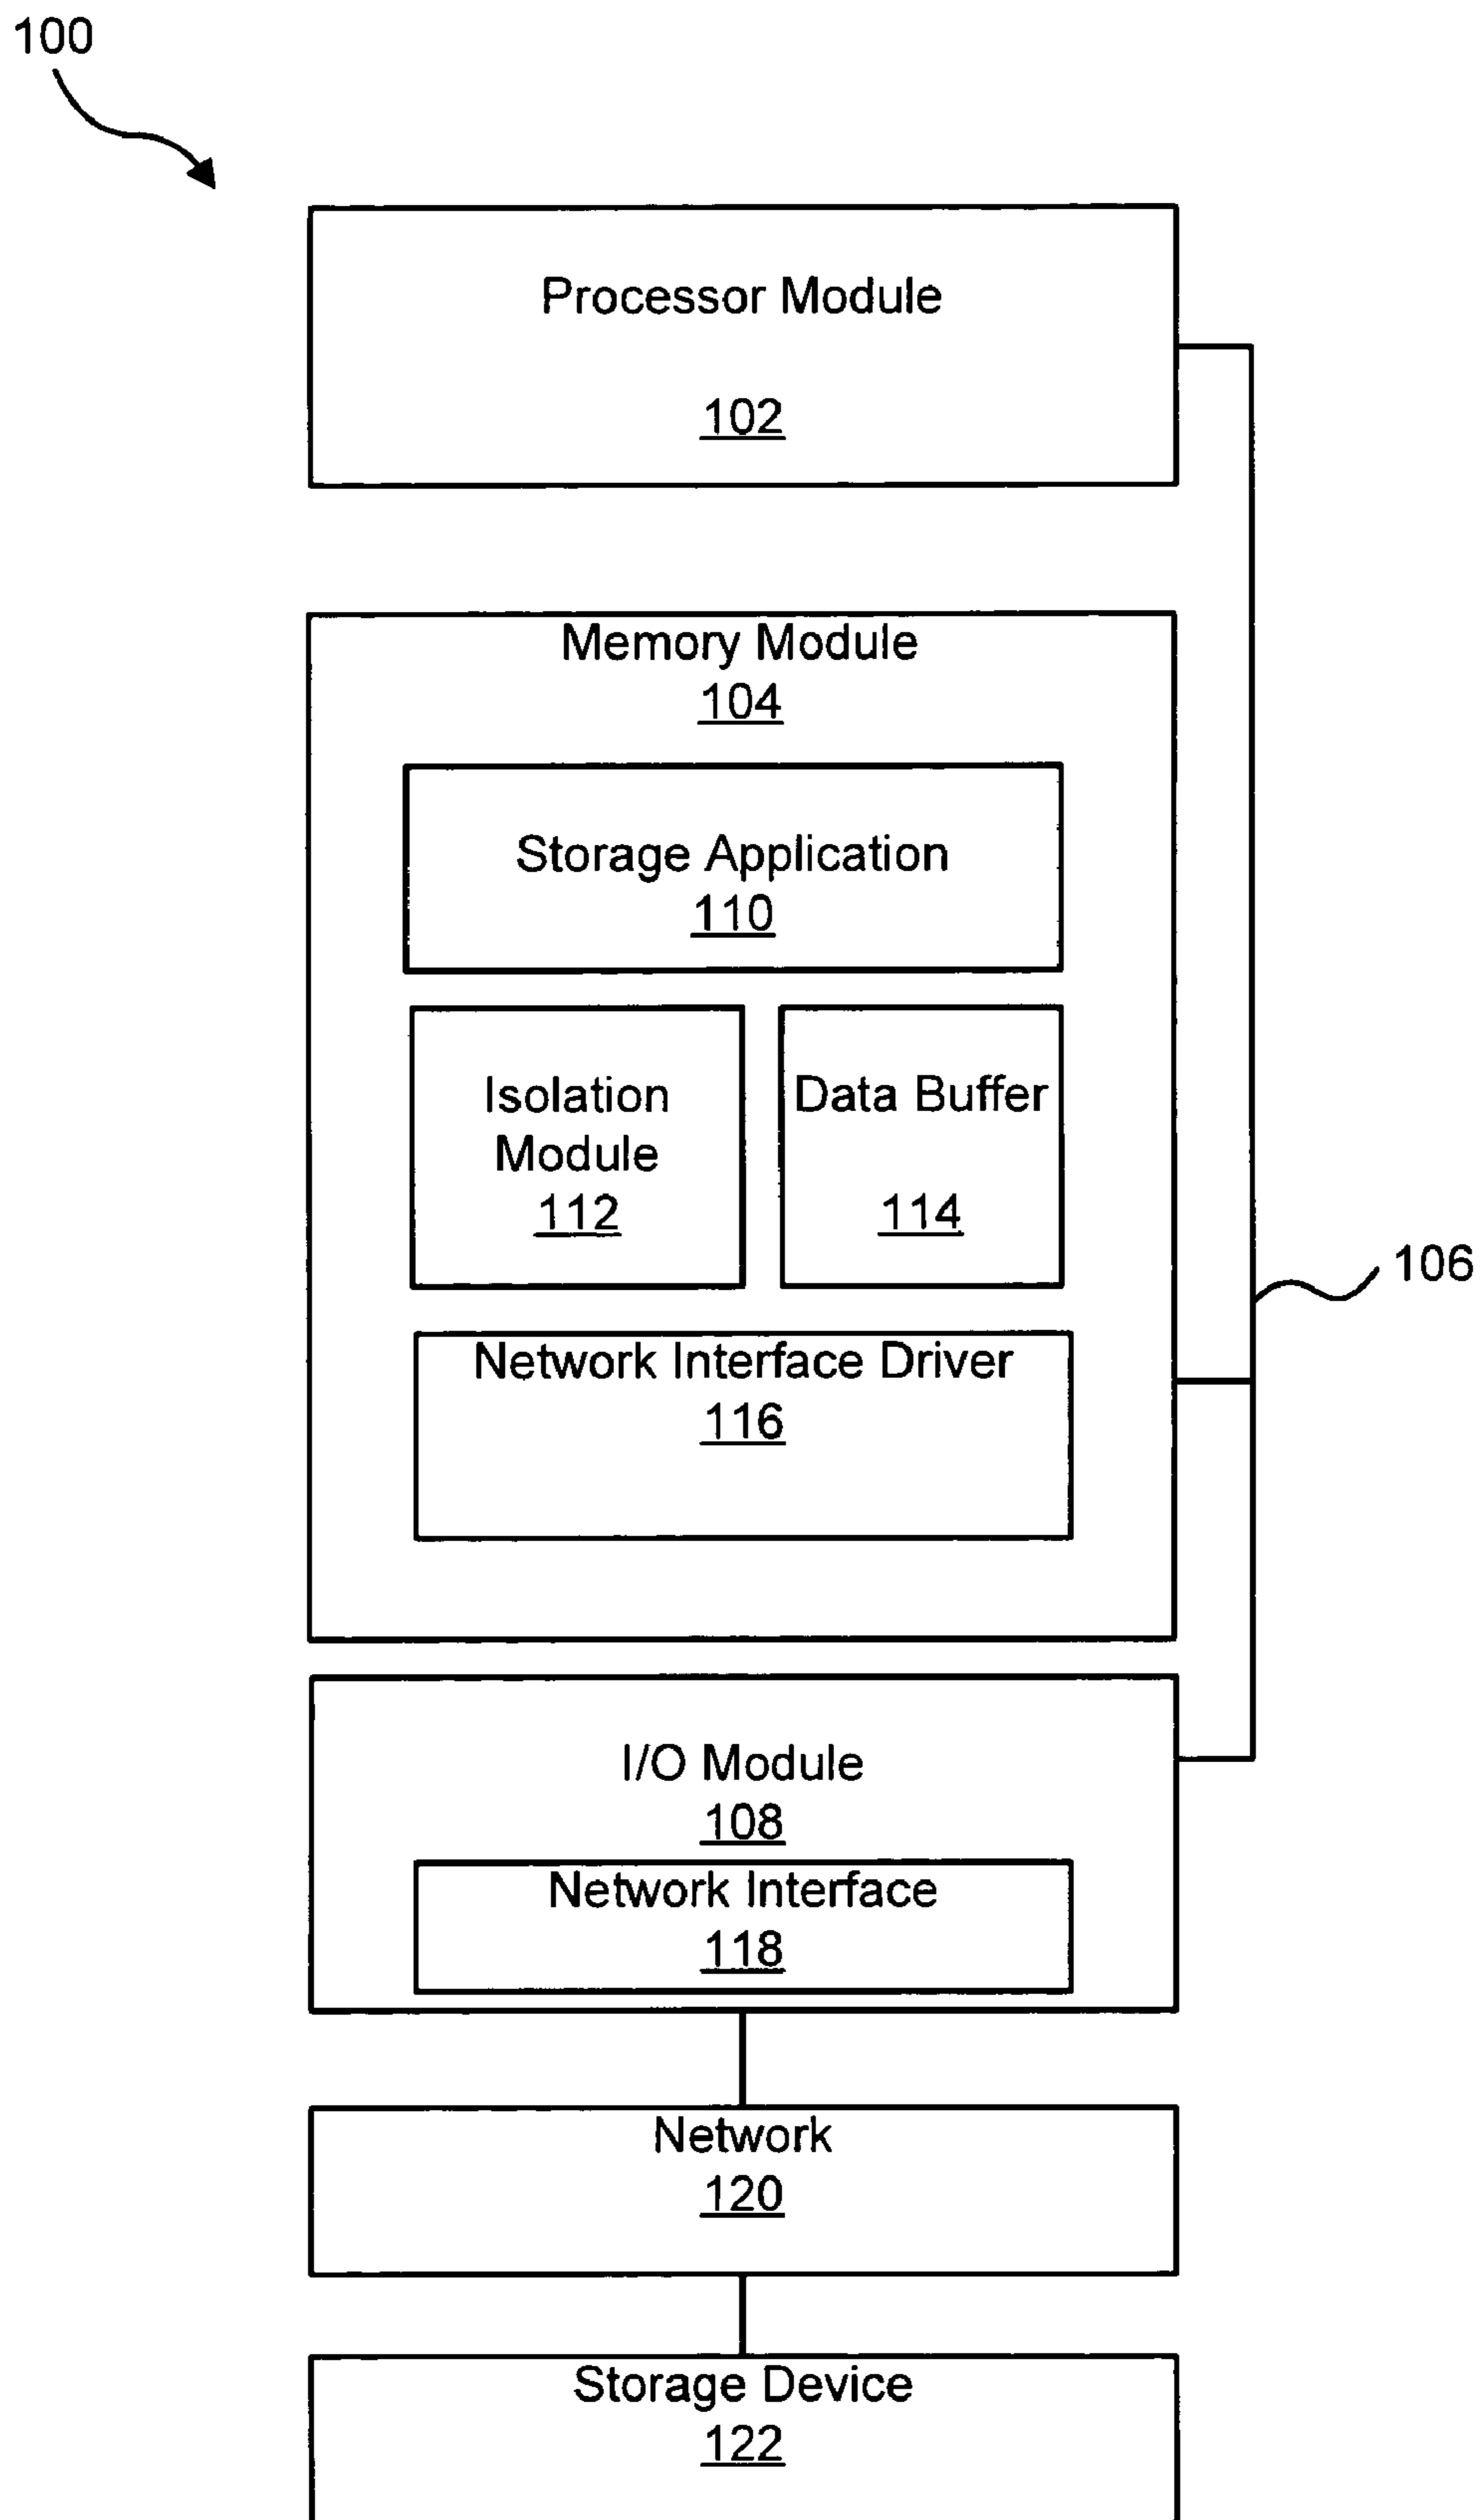 100
Processor Module
102
Memory Module
104
Storage Application
110
Isolation
Module
112
Data Buffer
114
106
Network Interface Driver
116
I/O Module
108
Network Interface
118
Network
120
Storage Device
122